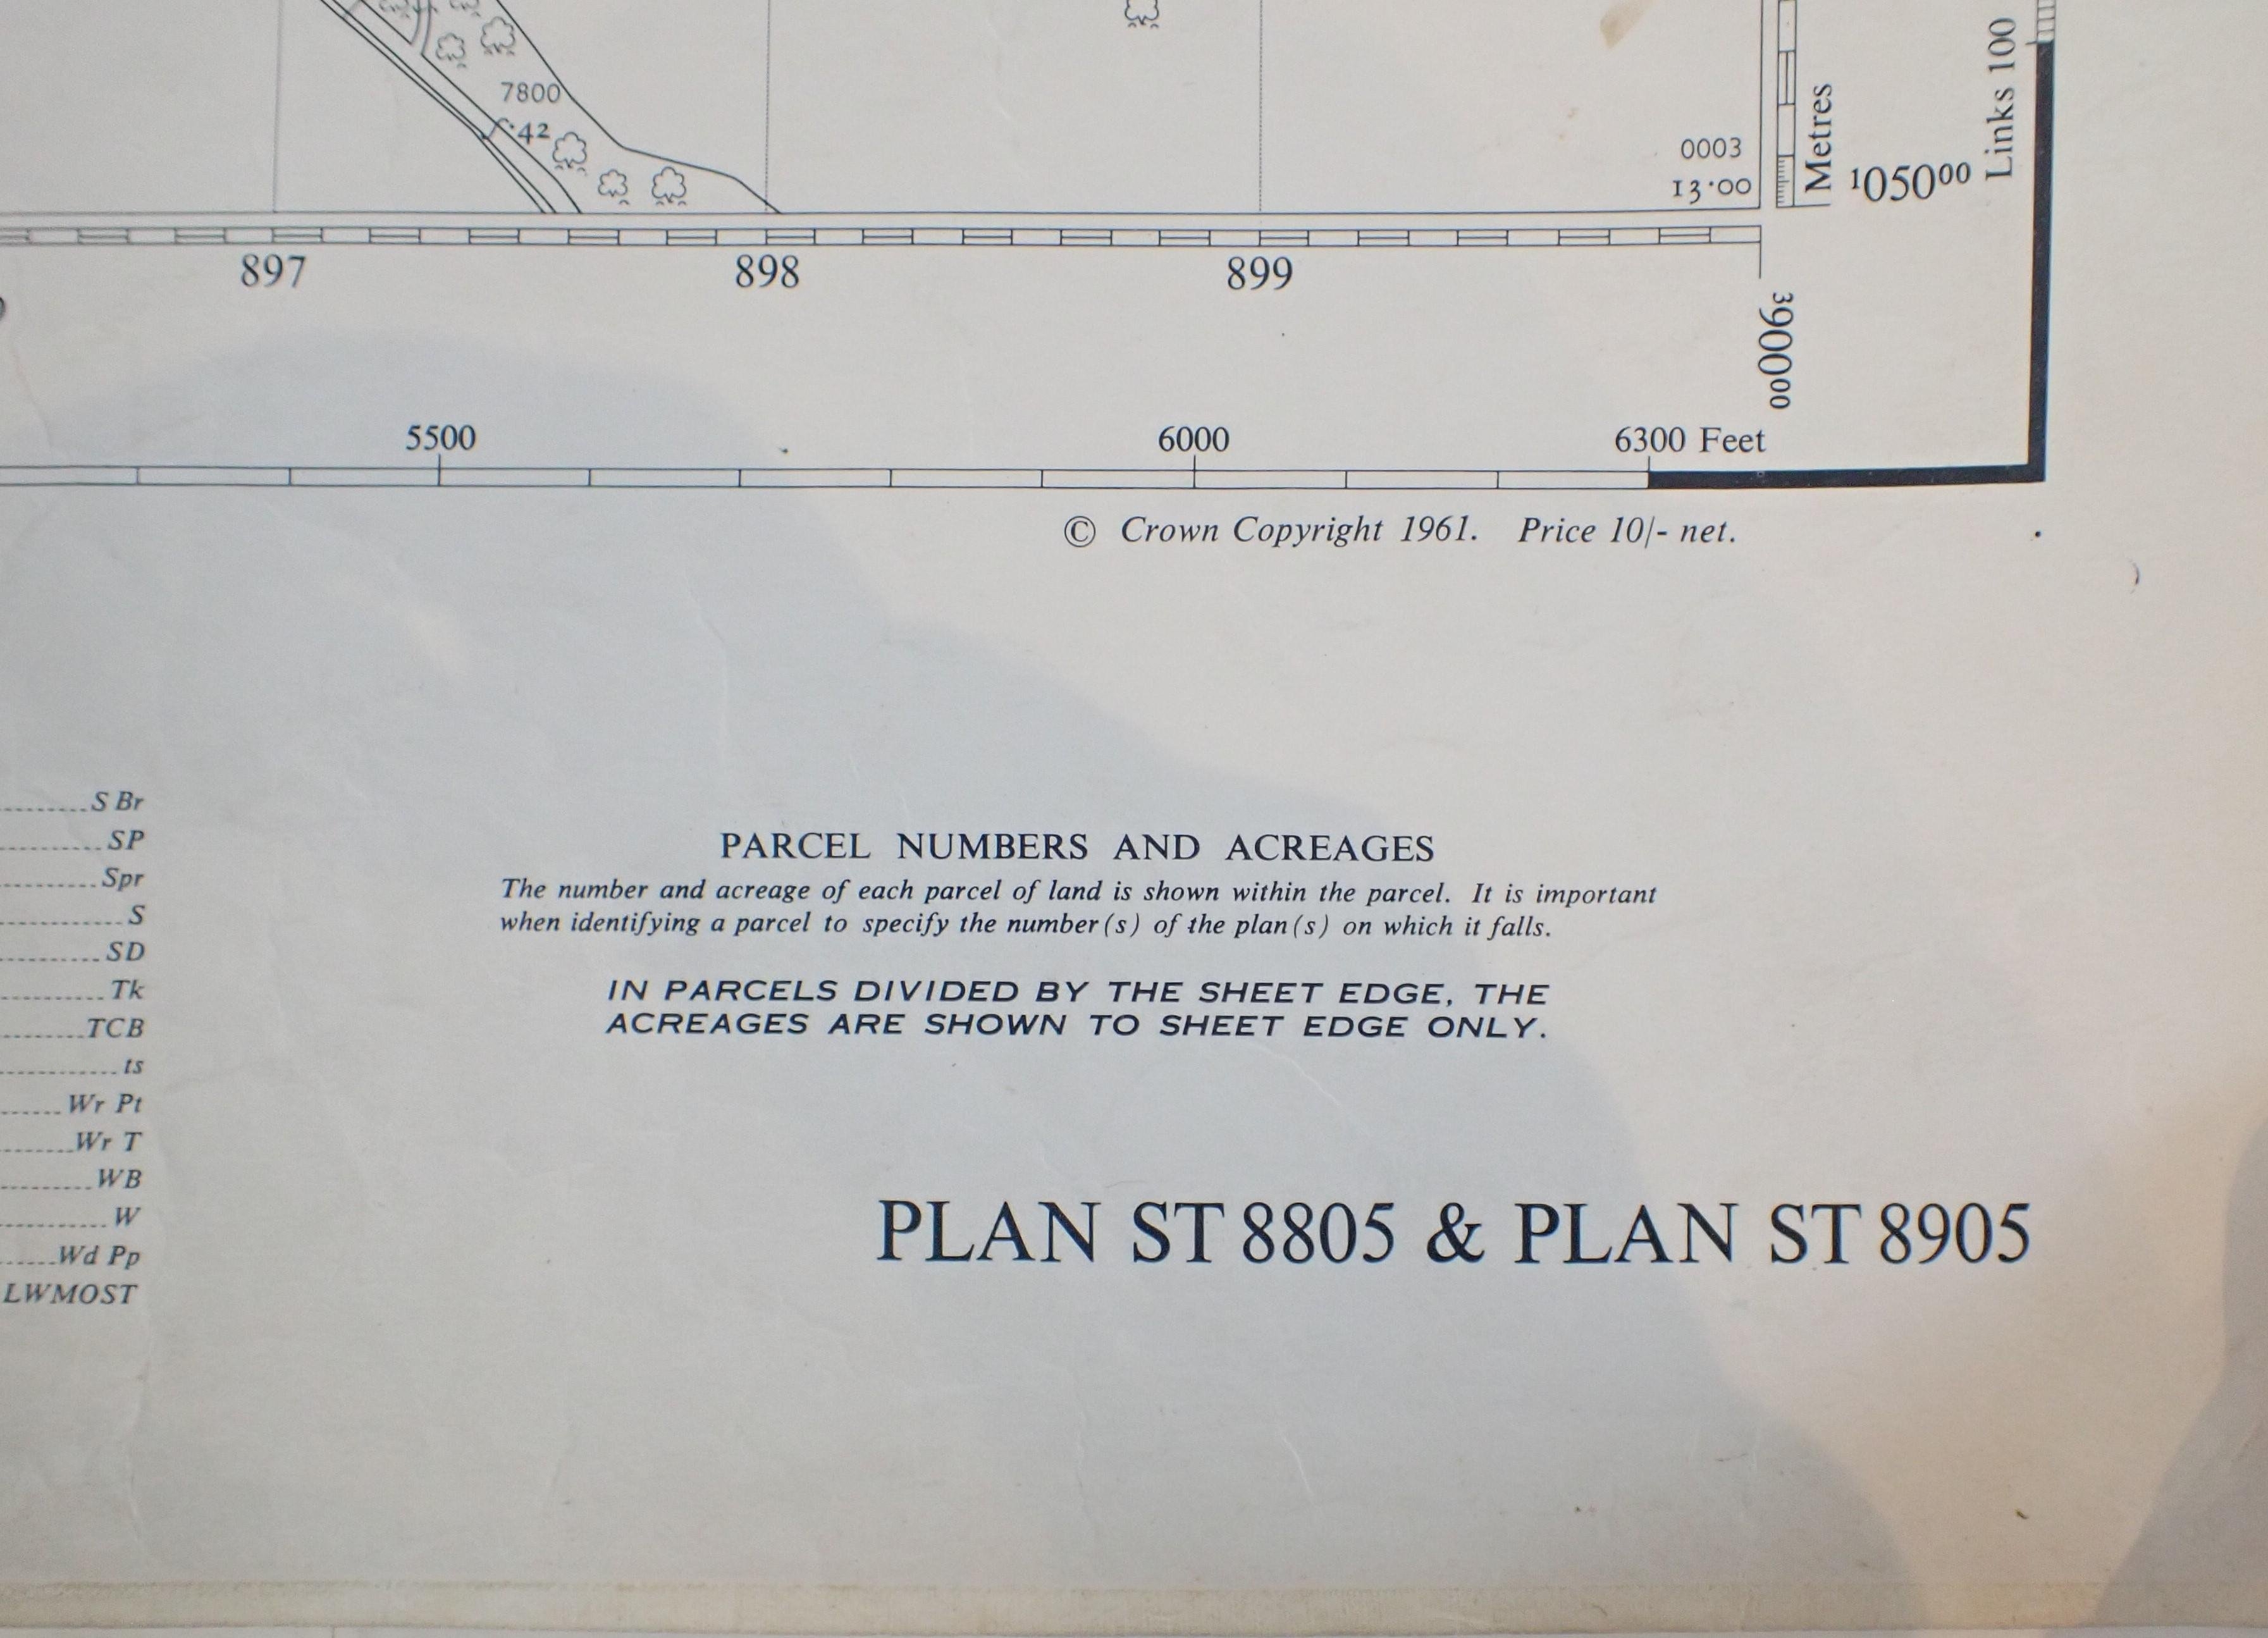 7800
·42
0003
13·00
Metres
¹050⁰⁰
Links 100
897 898 899
³900⁰⁰
5500 6000 6300 Feet
© Crown Copyright 1961. Price 10/- net.
S Br
SP
Spr
S
SD
Tk
TCB
ts
Wr Pt
Wr T
WB
W
Wd Pp
LWMOST
PARCEL NUMBERS AND ACREAGES
The number and acreage of each parcel of land is shown within the parcel. It is important
when identifying a parcel to specify the number(s) of the plan(s) on which it falls.
IN PARCELS DIVIDED BY THE SHEET EDGE, THE
ACREAGES ARE SHOWN TO SHEET EDGE ONLY.
PLAN ST 8805 & PLAN ST 8905